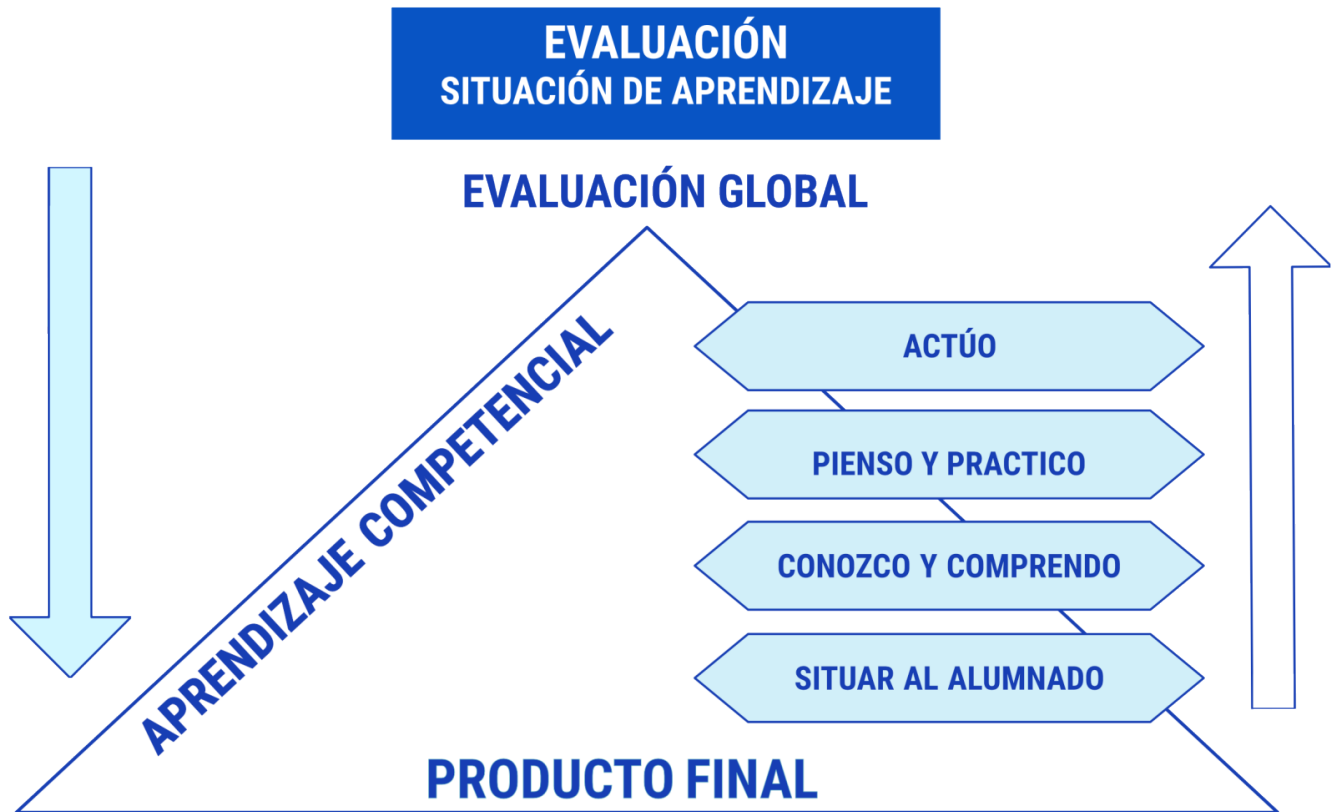 EVALUACIÓN
SITUACIÓN DE APRENDIZAJE
EVALUACIÓN GLOBAL
APRENDIZAJE COMPETENCIAL
ACTÚO
PIENSO Y PRACTICO
CONOZCO Y COMPRENDO
SITUAR AL ALUMNADO
PRODUCTO FINAL